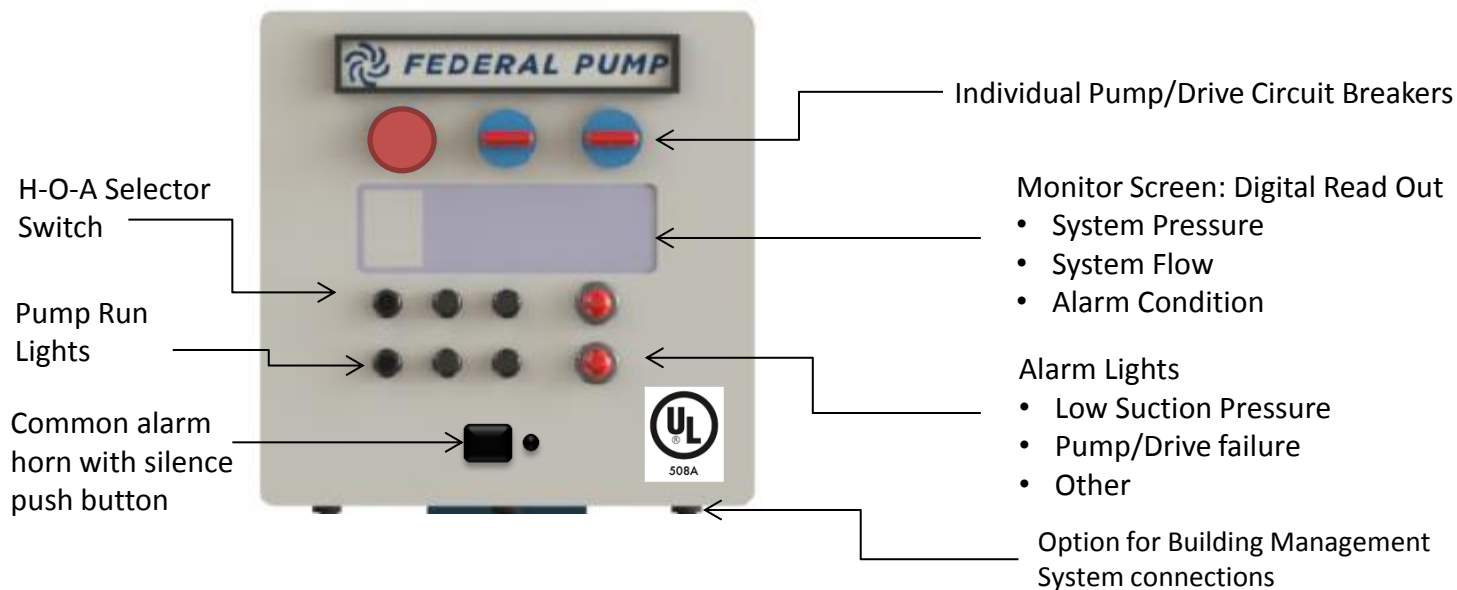 FEDERAL PUMP
Individual Pump/Drive Circuit Breakers
H-O-A Selector
Switch
Monitor Screen: Digital Read Out
• System Pressure
• System Flow
• Alarm Condition
Pump Run
Lights
Alarm Lights
• Low Suction Pressure
• Pump/Drive failure
• Other
Common alarm
horn with silence
push button
UL
®
508A
Option for Building Management
System connections